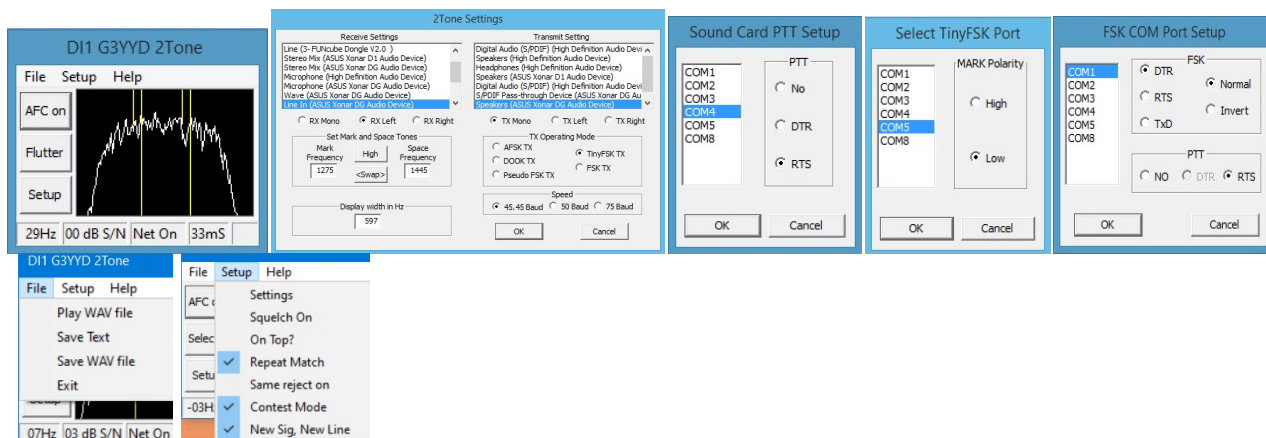 DI1 G3YYD 2Tone
File Setup Help
AFC on
Flutter
Setup
29Hz 00 dB S/N Net On 33mS
2Tone Settings
Receive Settings
Line (3- FUNcube Dongle V2.0 )
Stereo Mix (ASUS Xonar D1 Audio Device)
Stereo Mix (ASUS Xonar DG Audio Device)
Microphone (High Definition Audio Device)
Microphone (ASUS Xonar DG Audio Device)
Wave (ASUS Xonar DG Audio Device)
Line In (ASUS Xonar DG Audio Device)
RX Mono RX Left RX Right
Set Mark and Space Tones
Mark Frequency
1275
High
<Swap>
Space Frequency
1445
Display width in Hz
597
Transmit Setting
Digital Audio (S/PDIF) (High Definition Audio Devi
Speakers (High Definition Audio Device)
Headphones (High Definition Audio Device)
Speakers (ASUS Xonar D1 Audio Device)
Digital Audio (S/PDIF) (High Definition Audio Devi
S/PDIF Pass-through Device (ASUS Xonar DG Au
Speakers (ASUS Xonar DG Audio Device)
TX Mono TX Left TX Right
TX Operating Mode
AFSK TX
DOOK TX
Pseudo FSK TX
TinyFSK TX
FSK TX
Speed
45.45 Baud 50 Baud 75 Baud
OK Cancel
Sound Card PTT Setup
COM1
COM2
COM3
COM4
COM5
COM8
PTT
No
DTR
RTS
OK Cancel
Select TinyFSK Port
COM1
COM2
COM3
COM4
COM5
COM8
MARK Polarity
High
Low
OK Cancel
FSK COM Port Setup
COM1
COM2
COM3
COM4
COM5
COM8
FSK
DTR
RTS
TxD
Normal
Invert
PTT
NO DTR RTS
OK Cancel
DI1 G3YYD 2Tone
File Setup Help
Play WAV file
Save Text
Save WAV file
Exit
07Hz 03 dB S/N Net On
File Setup Help
AFC
Selec
Setu
-03H
Settings
Squelch On
On Top?
Repeat Match
Same reject on
Contest Mode
New Sig, New Line